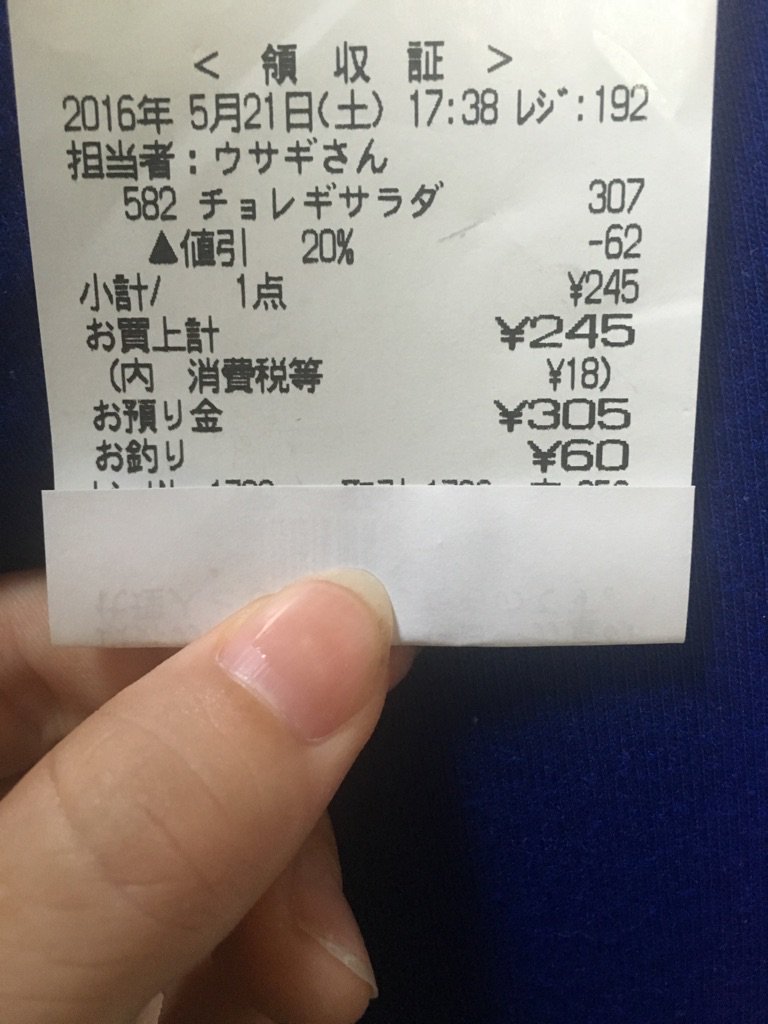 < 領 収 証 >
2016年 5月21日(土) 17:38 レジ:192
担当者:ウサギさん
582 チョレギサラダ 307
▲値引 20% -62
小計/ 1点 ¥245
お買上計 ¥245
(内 消費税等 ¥18)
お預り金 ¥305
お釣り ¥60